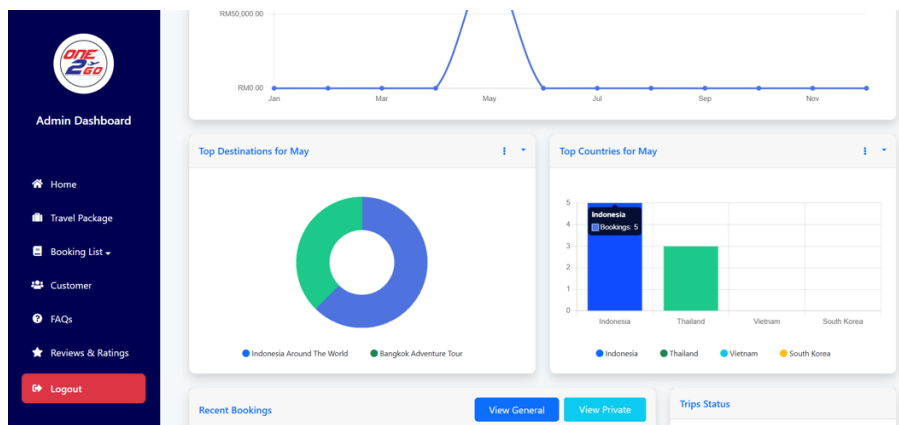 ONE
2
GO
Admin Dashboard
Home
Travel Package
Booking List
Customer
FAQs
Reviews & Ratings
Logout
RM50,000.00
RM0.00
Jan Mar May Jul Sep Nov
Top Destinations for May
Indonesia Around The World Bangkok Adventure Tour
Top Countries for May
5
4
3
2
1
0
Indonesia
Bookings: 5
Indonesia Thailand Vietnam South Korea
Indonesia Thailand Vietnam South Korea
Recent Bookings View General View Private
Trips Status